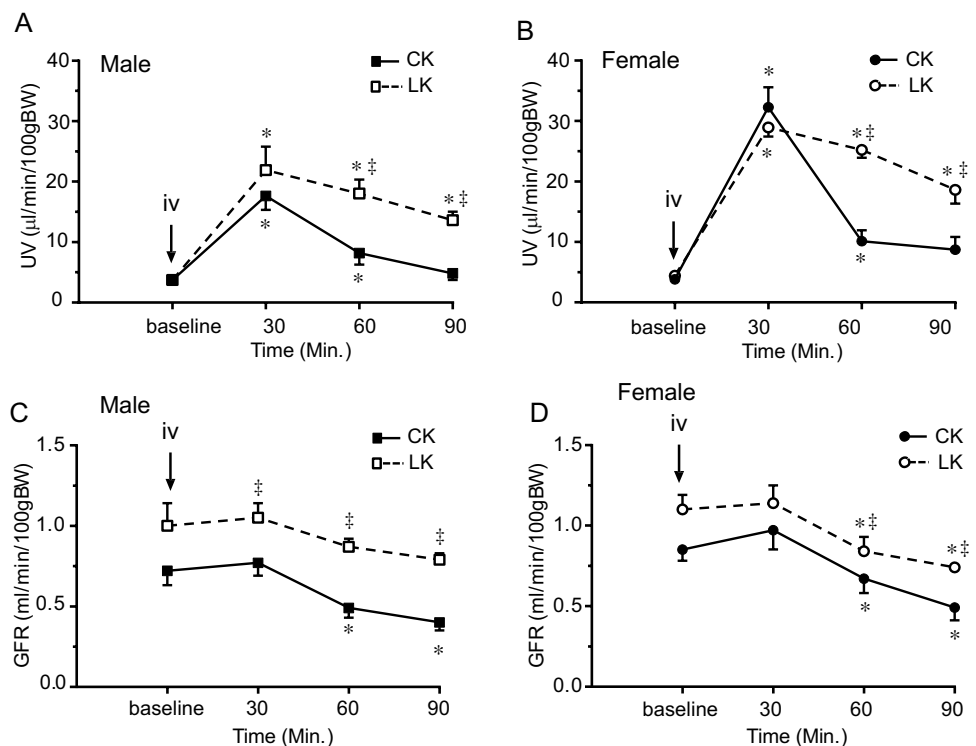 A
Male
CK
LK
UV (μl/min/100gBW)
40
30
20
10
0
iv
*
*
* ‡
*
* ‡
baseline
30
60
90
Time (Min.)
B
Female
CK
LK
UV (μl/min/100gBW)
40
30
20
10
0
iv
*
*
* ‡
*
* ‡
baseline
30
60
90
Time (Min.)
C
Male
CK
LK
GFR (ml/min/100gBW)
1.5
1.0
0.5
0.0
iv
‡
‡
‡
*
*
baseline
30
60
90
Time (Min.)
D
Female
CK
LK
GFR (ml/min/100gBW)
1.5
1.0
0.5
0.0
iv
* ‡
* ‡
*
*
baseline
30
60
90
Time (Min.)